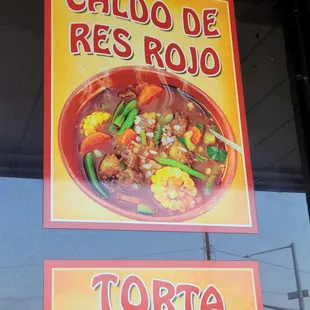 CALDO DE
RES ROJO
TORTA